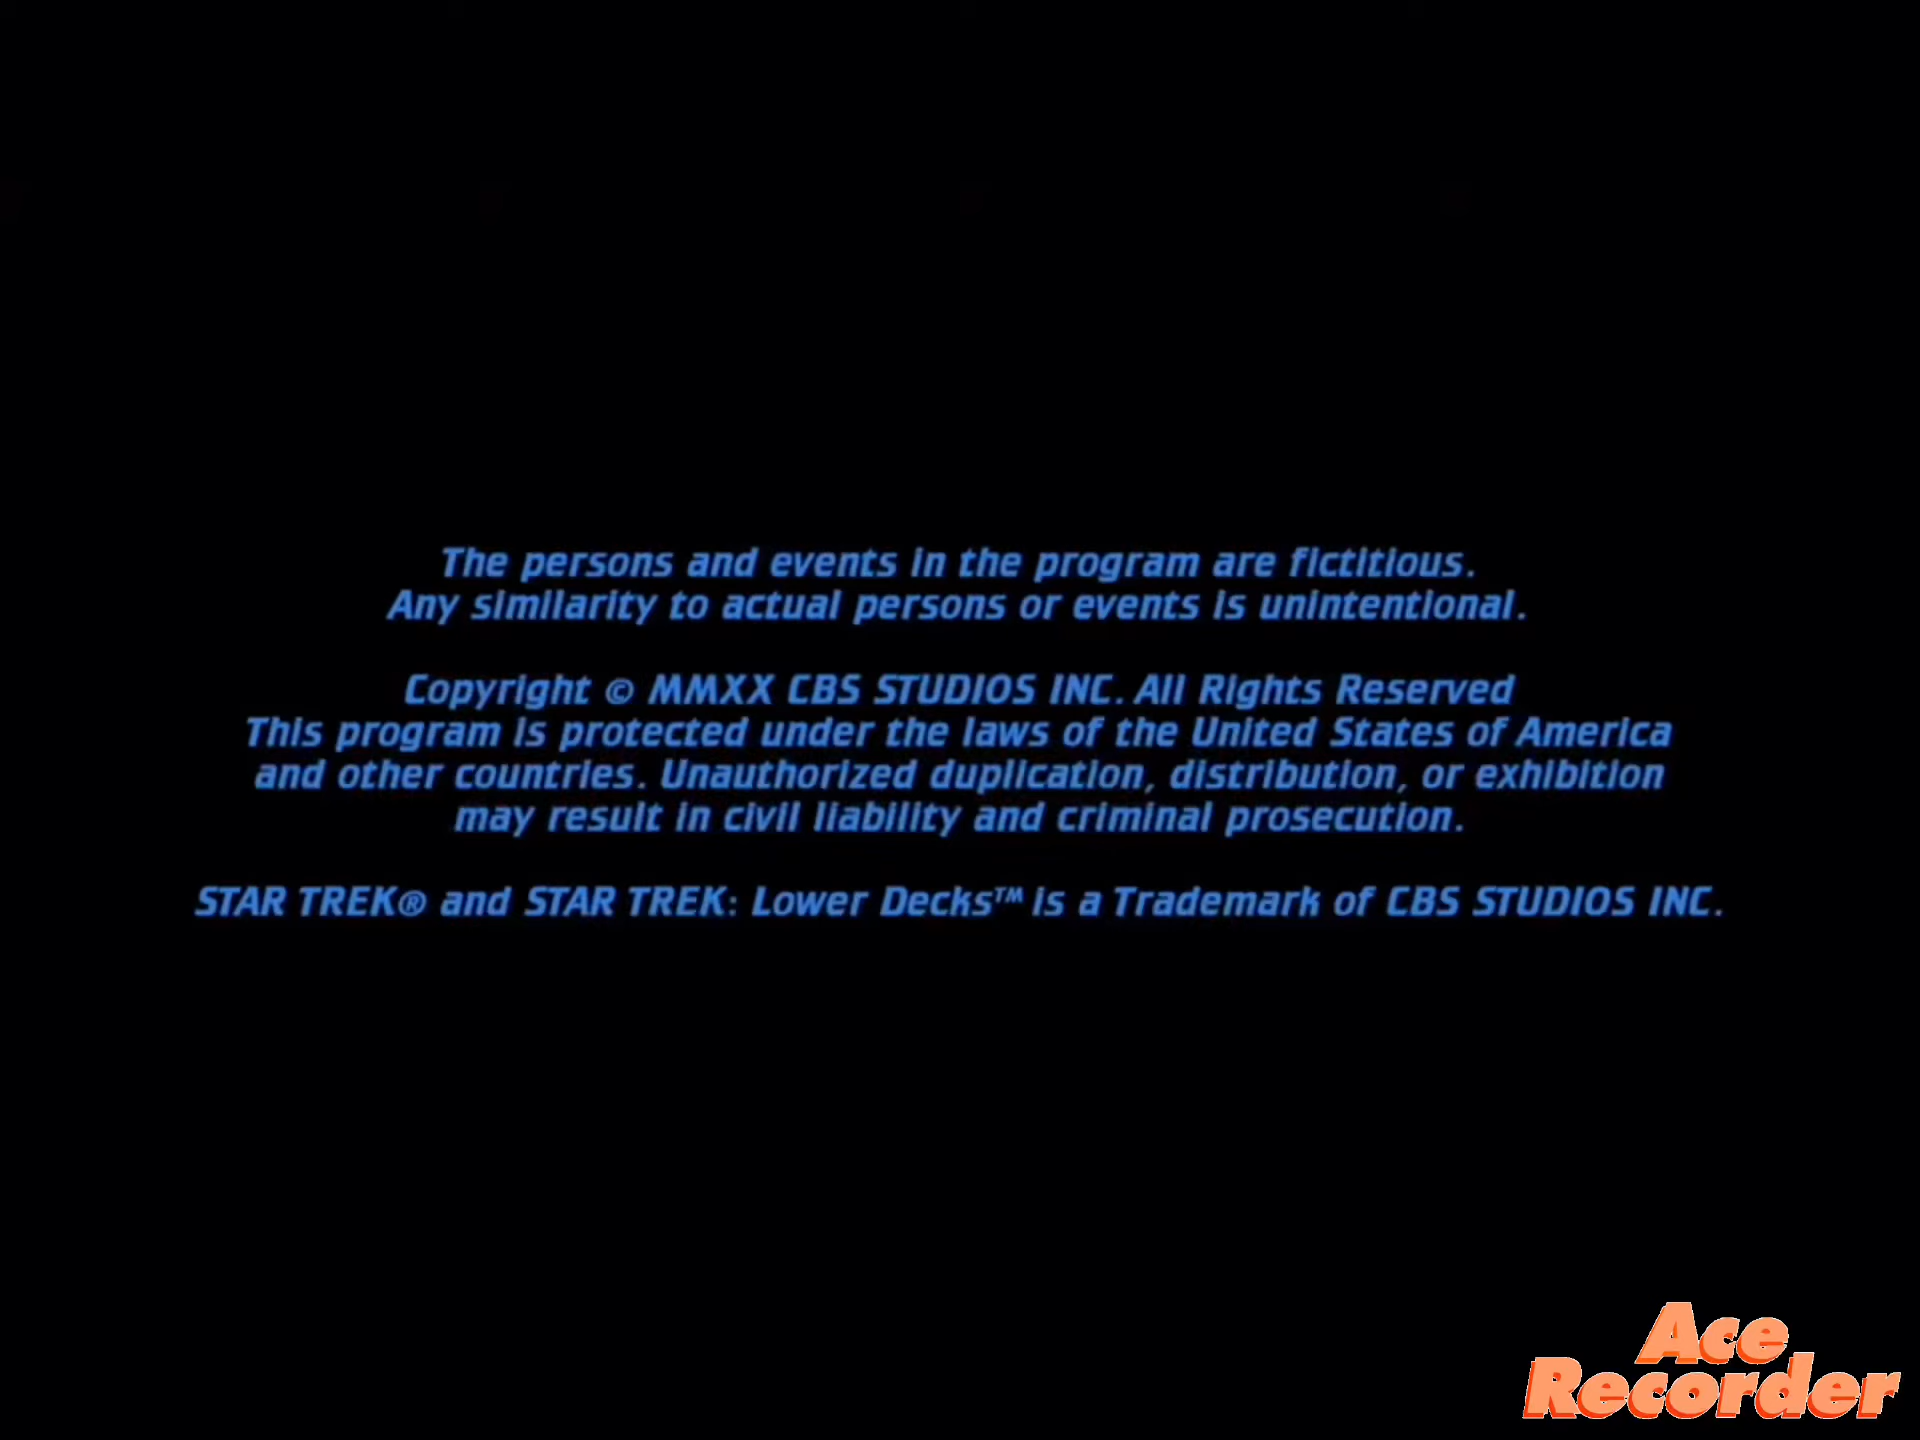 The persons and events in the program are fictitious.
Any similarity to actual persons or events is unintentional.
Copyright © MMXX CBS STUDIOS INC. All Rights Reserved
This program is protected under the laws of the United States of America
and other countries. Unauthorized duplication, distribution, or exhibition
may result in civil liability and criminal prosecution.
STAR TREK® and STAR TREK: Lower Decks™ is a Trademark of CBS STUDIOS INC.
Ace
Recorder